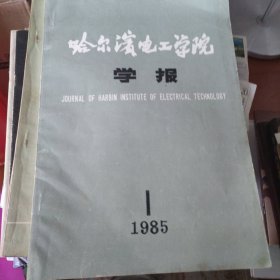 哈尔滨电工学院
学报
JOURNAL OF HARBIN INSTITUTE OF ELECTRICAL TECHNOLOGY
1
1985